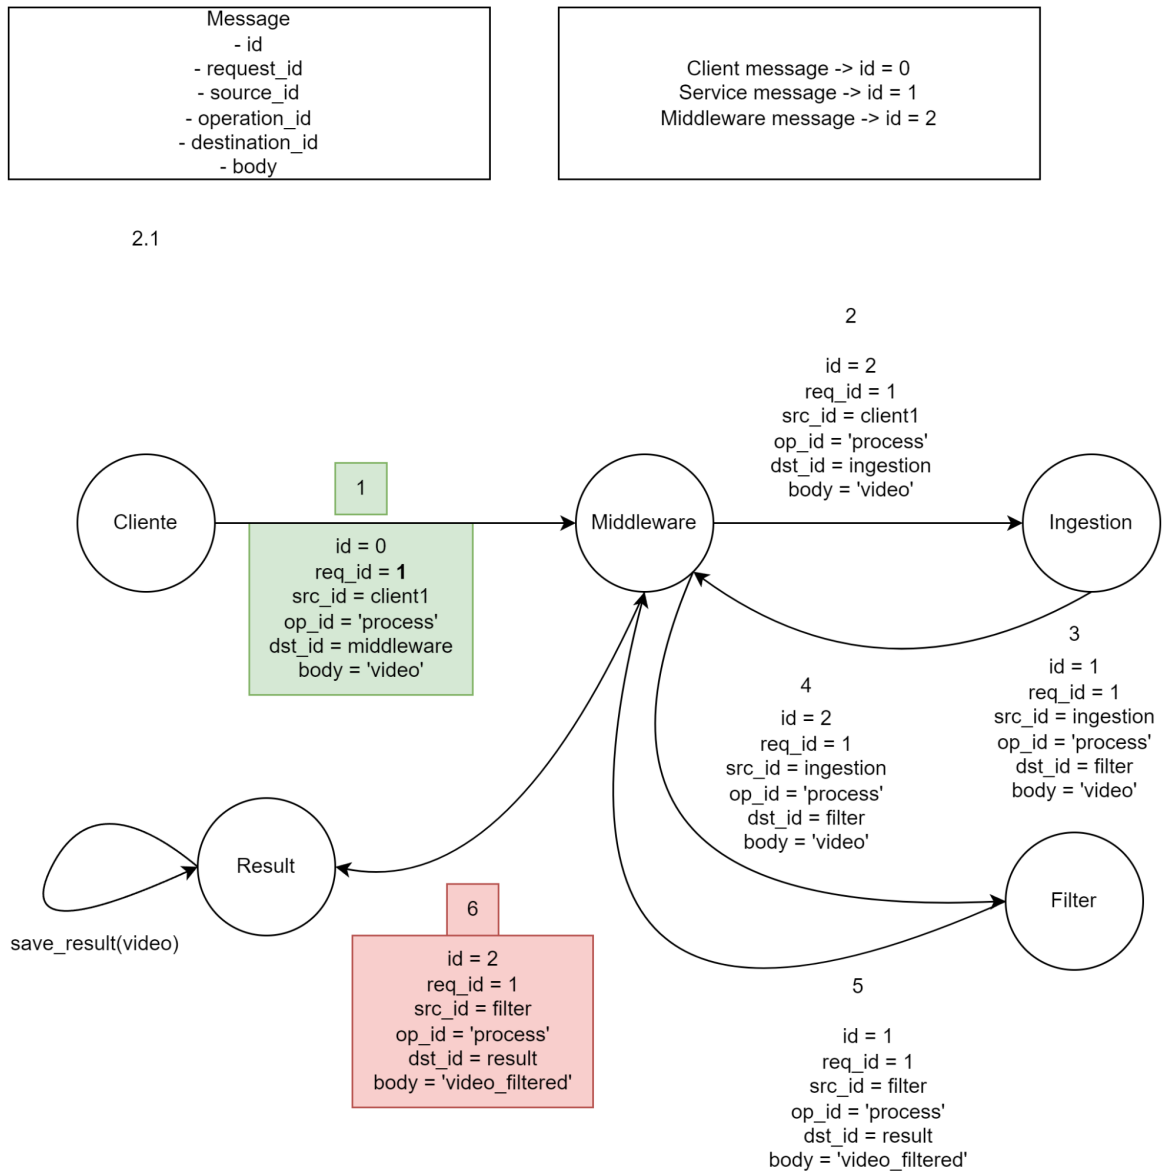 Message
- id
- request_id
- source_id
- operation_id
- destination_id
- body
Client message -> id = 0
Service message -> id = 1
Middleware message -> id = 2
2.1
2
id = 2
req_id = 1
src_id = client1
op_id = 'process'
dst_id = ingestion
body = 'video'
Cliente
1
Middleware
Ingestion
id = 0
req_id = 1
src_id = client1
op_id = 'process'
dst_id = middleware
body = 'video'
3
id = 1
req_id = 1
src_id = ingestion
op_id = 'process'
dst_id = filter
body = 'video'
4
id = 2
req_id = 1
src_id = ingestion
op_id = 'process'
dst_id = filter
body = 'video'
Result
Filter
save_result(video)
6
id = 2
req_id = 1
src_id = filter
op_id = 'process'
dst_id = result
body = 'video_filtered'
5
id = 1
req_id = 1
src_id = filter
op_id = 'process'
dst_id = result
body = 'video_filtered'